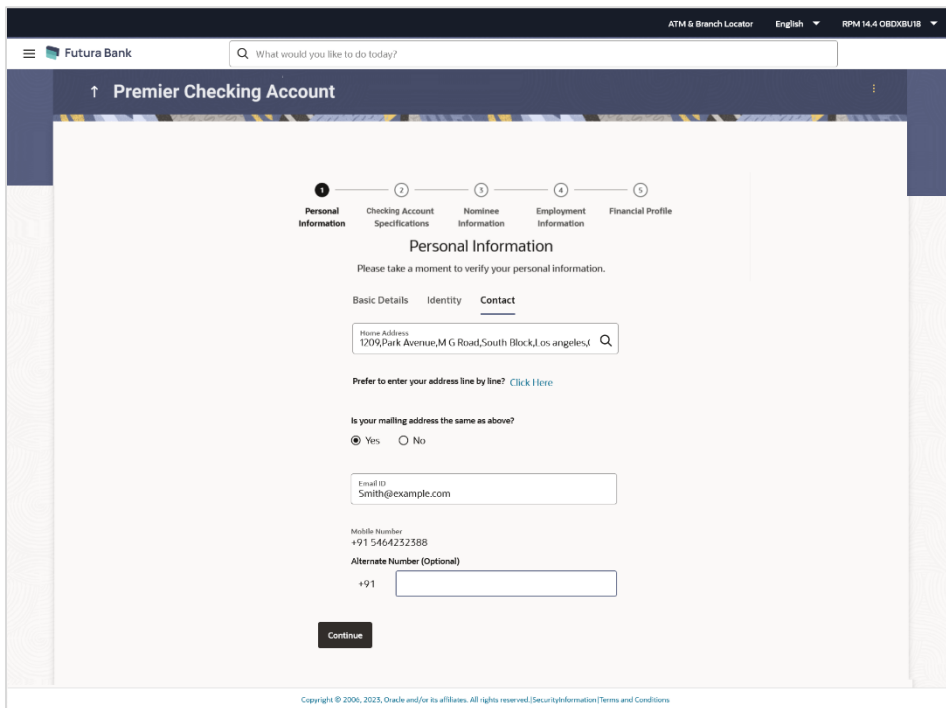 ATM & Branch Locator English RPM 14.4 OBDXBU18
Futura Bank What would you like to do today?
Premier Checking Account
1 2 3 4 5
Personal Information Checking Account Specifications Nominee Information Employment Information Financial Profile
Personal Information
Please take a moment to verify your personal information.
Basic Details Identity Contact
Home Address
1209,Park Avenue,M G Road,South Block,Los angeles,(
Prefer to enter your address line by line? Click Here
Is your mailing address the same as above?
Yes No
Email ID
Smith@example.com
Mobile Number
+91 5464232388
Alternate Number (Optional)
+91
Continue
Copyright © 2006, 2023, Oracle and/or its affiliates. All rights reserved.|SecurityInformation|Terms and Conditions